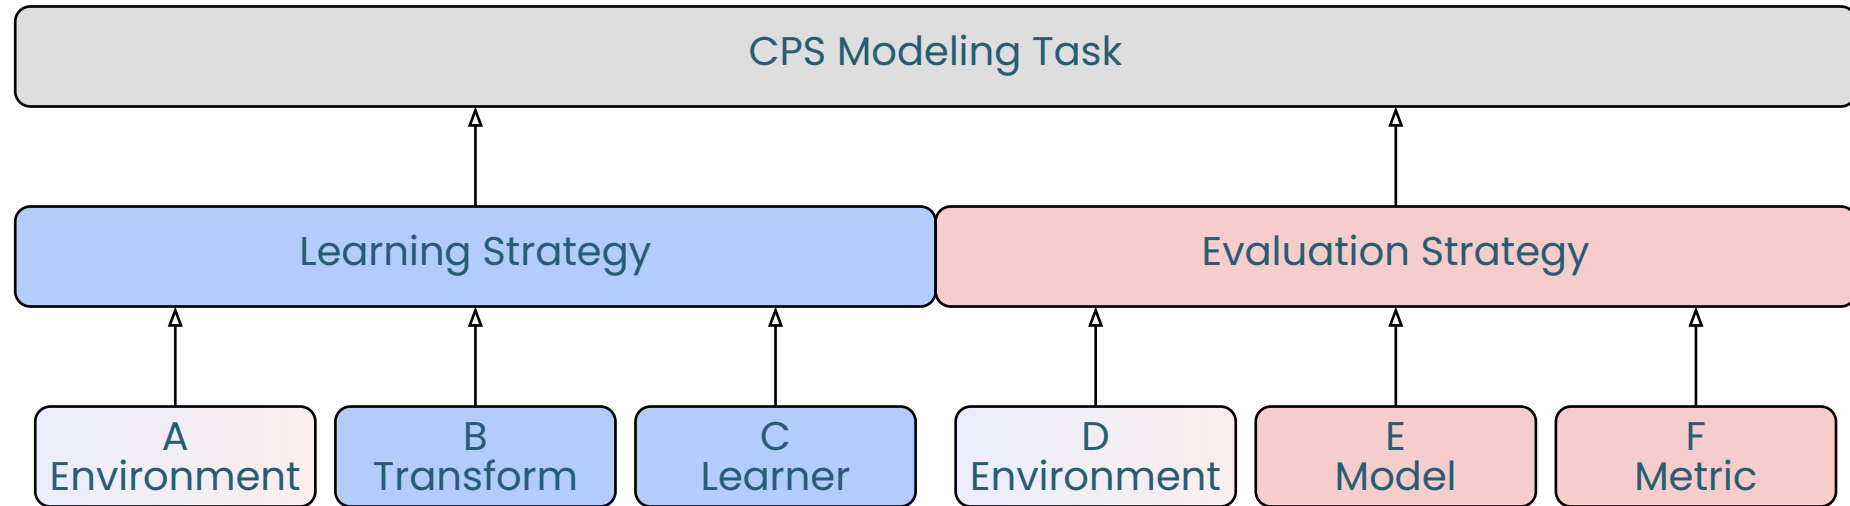 CPS Modeling Task
Learning Strategy
Evaluation Strategy
A
Environment
B
Transform
C
Learner
D
Environment
E
Model
F
Metric